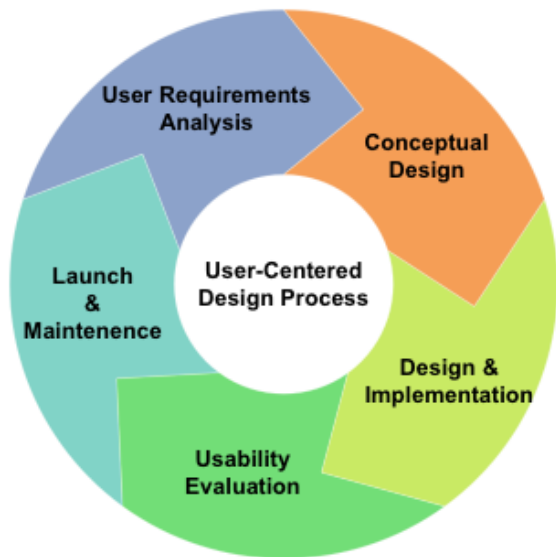 User Requirements
Analysis
Conceptual
Design
Design &
Implementation
Usability
Evaluation
Launch
&
Maintenence
User-Centered
Design Process